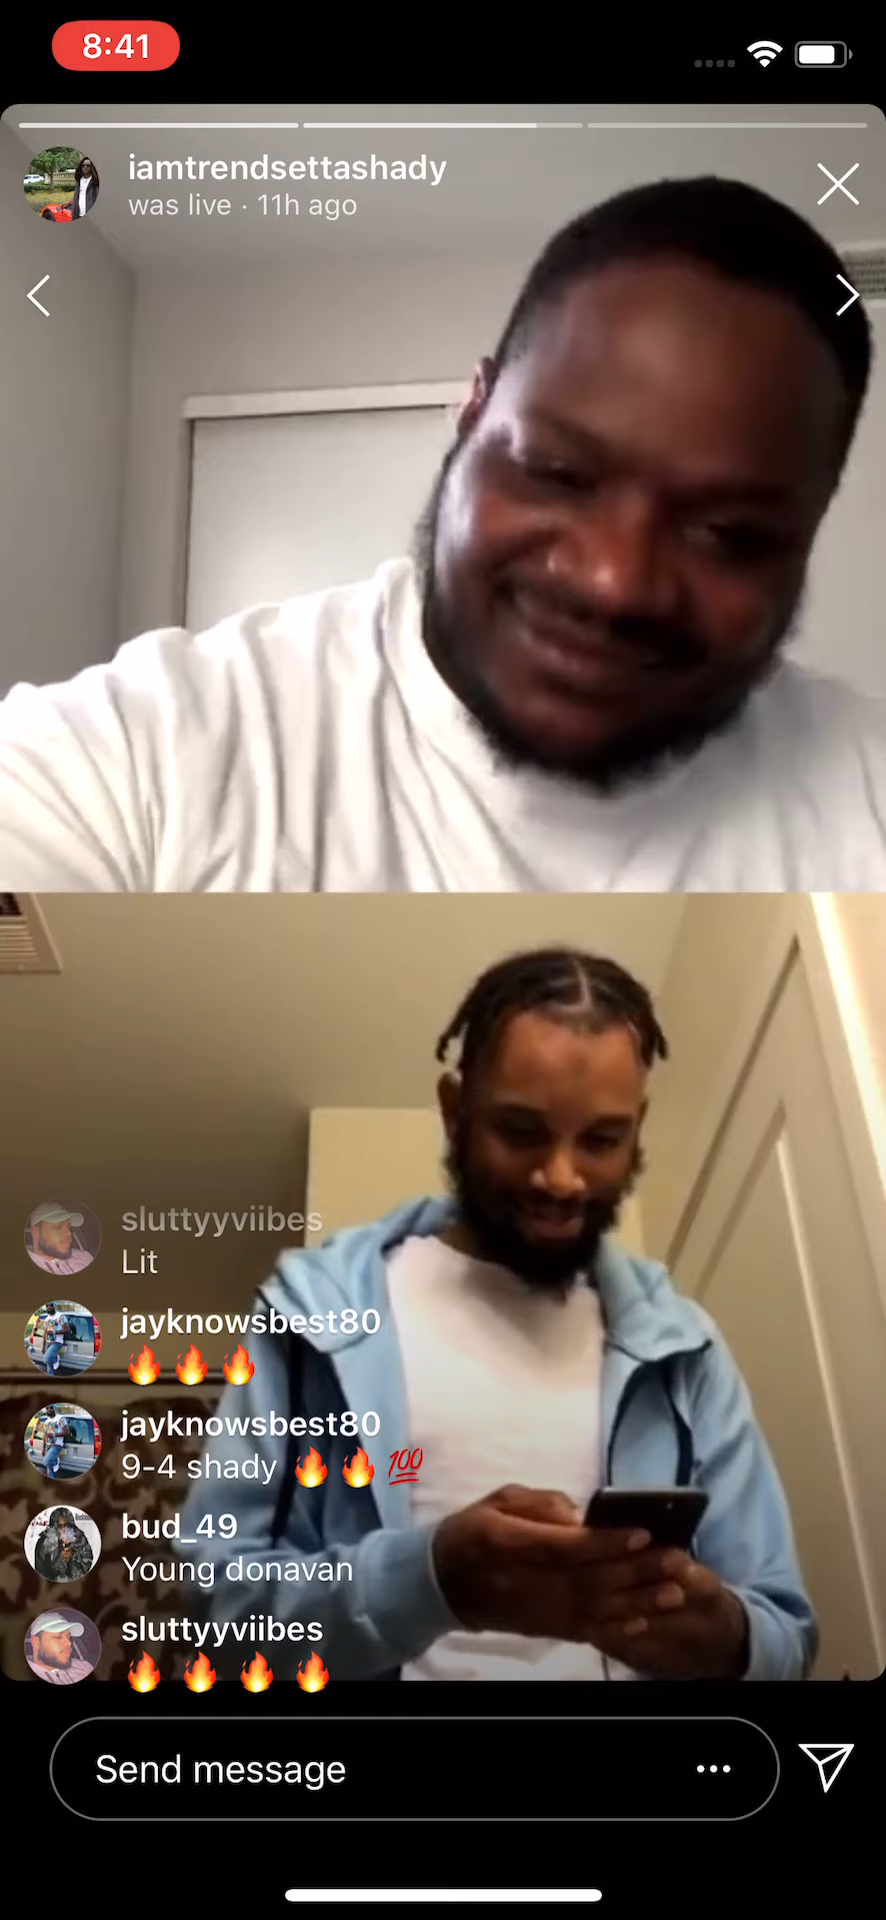 8:41
iamtrendsettashady
was live · 11h ago
sluttyyviibes
Lit
jayknowsbest80
🔥🔥🔥
jayknowsbest80
9-4 shady 🔥🔥💯
bud_49
Young donavan
sluttyyviibes
🔥🔥🔥🔥
Send message